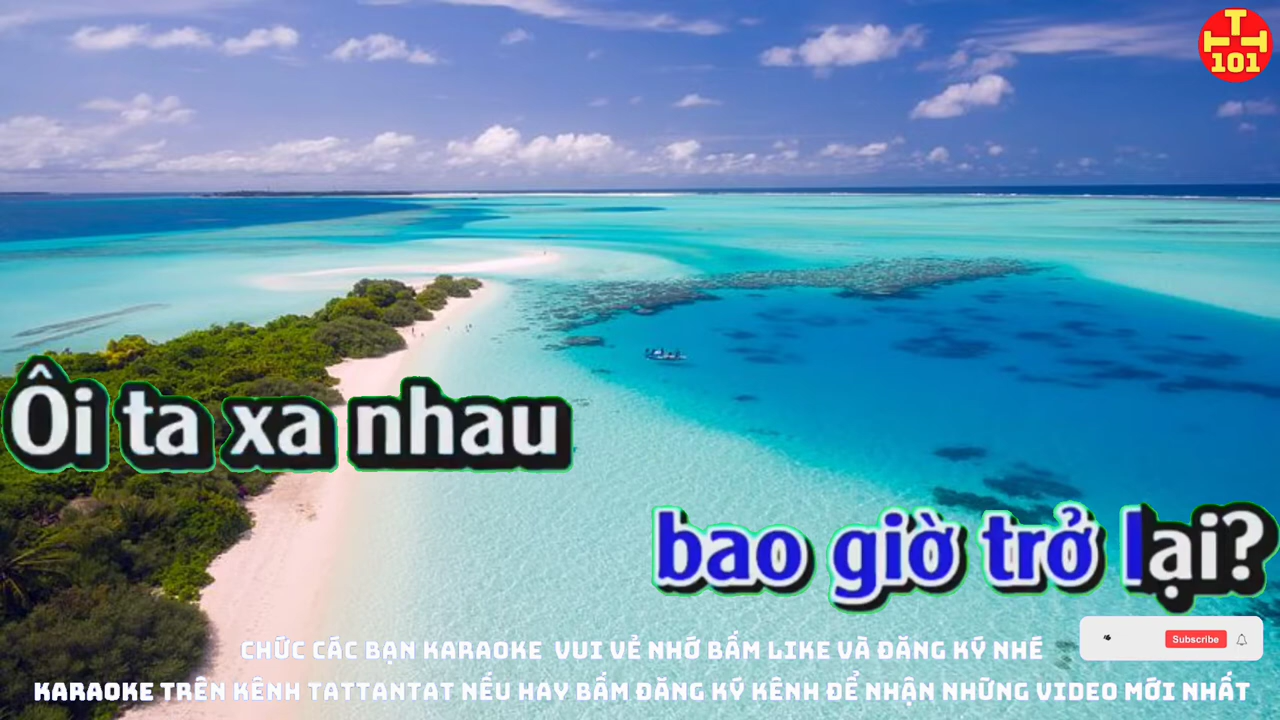 T
T T
101
Ôi ta xa nhau
bao giờ trở lại?
CHỨC CÁC BẠN KARAOKE VUI VẺ NHỚ BẤM LIKE VÀ ĐĂNG KÝ NHÉ
Subscribe
KARAOKE TRÊN KÊNH TATTANTAT NẾU HAY BẤM ĐĂNG KÝ KÊNH ĐỂ NHẬN NHỮNG VIDEO MỚI NHẤT